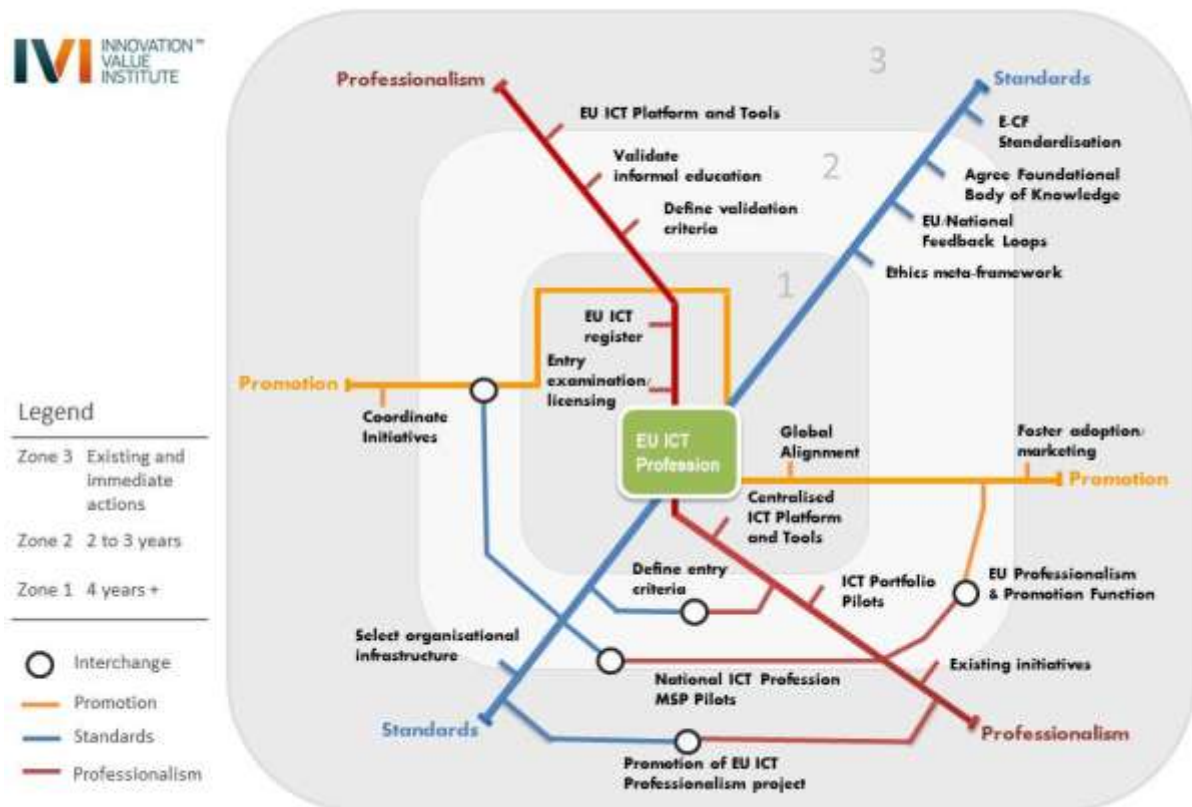 IVI INNOVATION™
VALUE
INSTITUTE
3
Professionalism
Standards
EU ICT Platform and Tools
E-CF
Standardisation
2
Validate
informal education
Agree Foundational
Body of Knowledge
Define validation
criteria
EU/National
Feedback Loops
Ethics meta-framework
1
EU ICT
register
Entry
examination/
licensing
Promotion
Coordinate
Initiatives
EU ICT
Profession
Global
Alignment
Foster adoption/
marketing
Promotion
Centralised
ICT Platform
and Tools
Define entry
criteria
ICT Portfolio
Pilots
EU Professionalism
& Promotion Function
Select organisational
infrastructure
National ICT Profession
MSP Pilots
Existing initiatives
Standards
Professionalism
Promotion of EU ICT
Professionalism project
Legend
Zone 3 Existing and
immediate
actions
Zone 2 2 to 3 years
Zone 1 4 years +
Interchange
Promotion
Standards
Professionalism